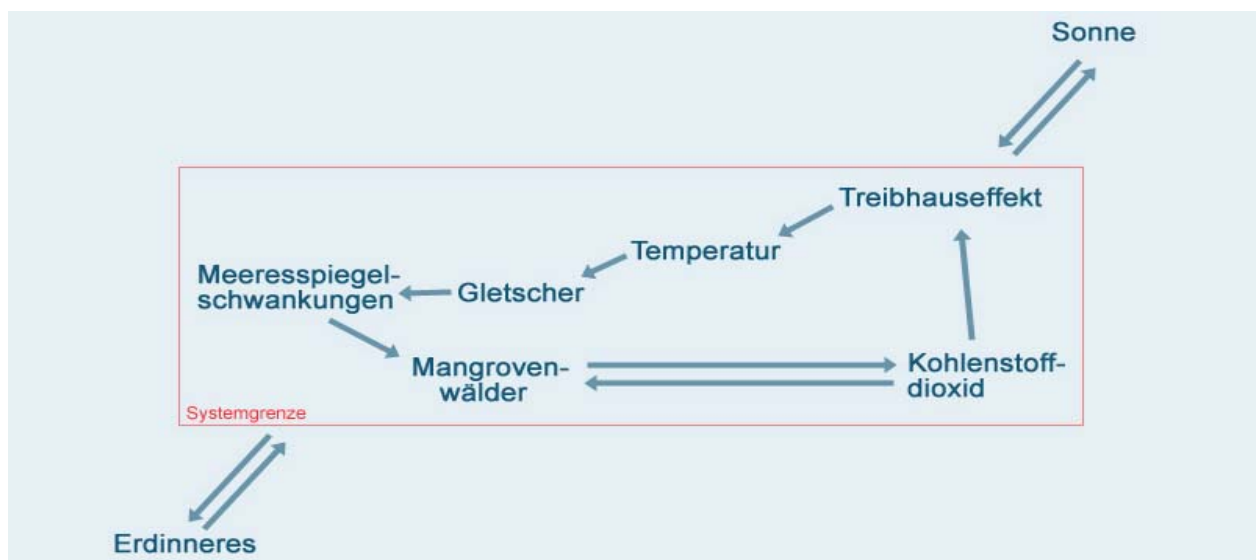 Sonne
Treibhauseffekt
Temperatur
Meeresspiegel-
schwankungen
Gletscher
Mangroven-
wälder
Kohlenstoff-
dioxid
Systemgrenze
Erdinneres